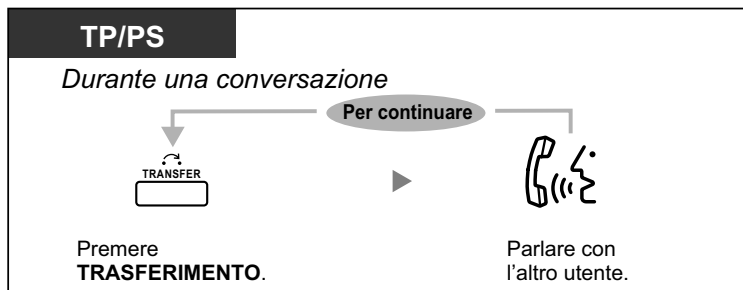 TP/PS
Durante una conversazione
Per continuare
TRANSFER
Premere
TRASFERIMENTO.
Parlare con
l'altro utente.